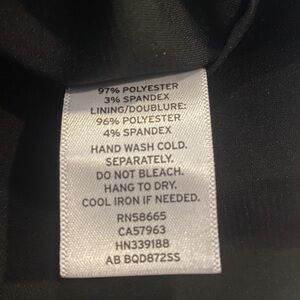 97% POLYESTER
3% SPANDEX
LINING/DOUBLURE:
96% POLYESTER
4% SPANDEX
HAND WASH COLD.
SEPARATELY.
DO NOT BLEACH.
HANG TO DRY.
COOL IRON IF NEEDED.
RN58665
CA57963
HN339188
AB BQD872SS